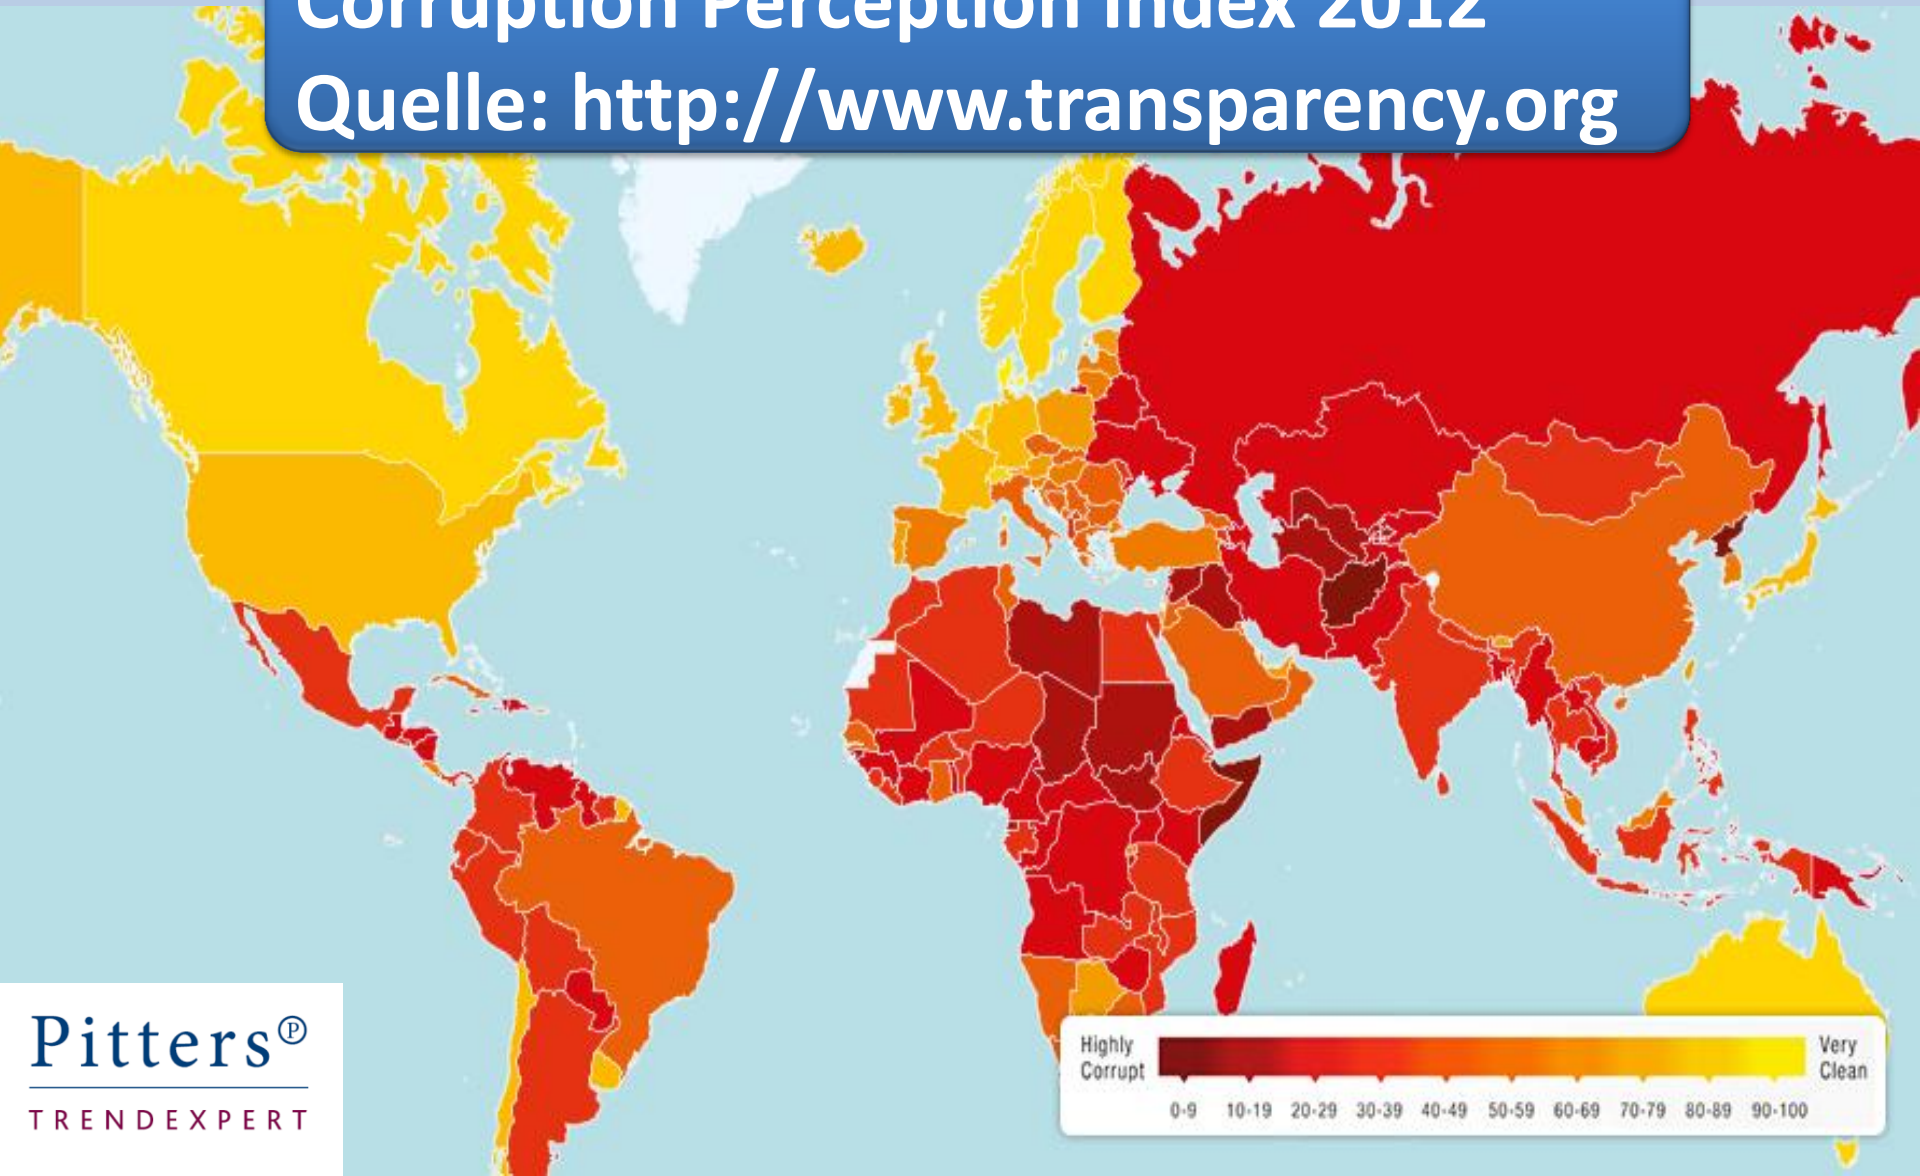 Corruption Perception Index 2012
Quelle: http://www.transparency.org
Pitters℗
TRENDEXPERT
Highly
Corrupt
Very
Clean
0-9 10-19 20-29 30-39 40-49 50-59 60-69 70-79 80-89 90-100